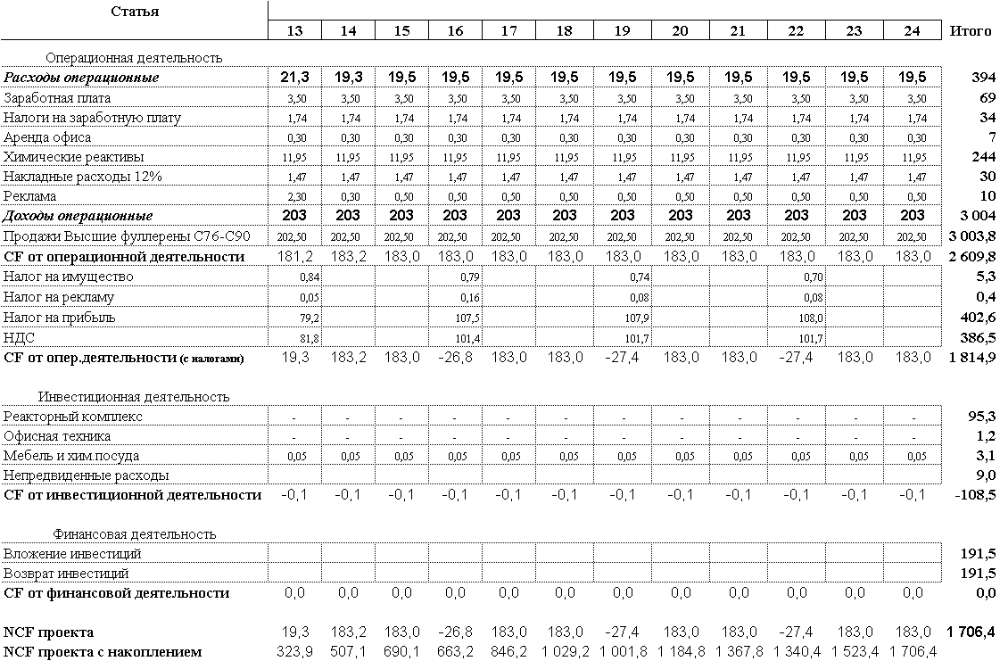 Статья
13 14 15 16 17 18 19 20 21 22 23 24 Итого
Операционная деятельность
Расходы операционные 21,3 19,3 19,5 19,5 19,5 19,5 19,5 19,5 19,5 19,5 19,5 19,5 394
Заработная плата 3,50 3,50 3,50 3,50 3,50 3,50 3,50 3,50 3,50 3,50 3,50 3,50 69
Налоги на заработную плату 1,74 1,74 1,74 1,74 1,74 1,74 1,74 1,74 1,74 1,74 1,74 1,74 34
Аренда офиса 0,30 0,30 0,30 0,30 0,30 0,30 0,30 0,30 0,30 0,30 0,30 0,30 7
Химические реактивы 11,95 11,95 11,95 11,95 11,95 11,95 11,95 11,95 11,95 11,95 11,95 11,95 244
Накладные расходы 12% 1,47 1,47 1,47 1,47 1,47 1,47 1,47 1,47 1,47 1,47 1,47 1,47 30
Реклама 2,30 0,30 0,50 0,50 0,50 0,50 0,50 0,50 0,50 0,50 0,50 0,50 10
Доходы операционные 203 203 203 203 203 203 203 203 203 203 203 203 3 004
Продажи Высшие фуллерены C76-C90 202,50 202,50 202,50 202,50 202,50 202,50 202,50 202,50 202,50 202,50 202,50 202,50 3 003,8
CF от операционной деятельности 181,2 183,2 183,0 183,0 183,0 183,0 183,0 183,0 183,0 183,0 183,0 183,0 2 609,8
Налог на имущество 0,84 0,79 0,74 0,70 5,3
Налог на рекламу 0,05 0,16 0,08 0,08 0,4
Налог на прибыль 79,2 107,5 107,9 108,0 402,6
НДС 81,8 101,4 101,7 101,7 386,5
CF от опер.деятельности (с налогами) 19,3 183,2 183,0 -26,8 183,0 183,0 -27,4 183,0 183,0 -27,4 183,0 183,0 1 814,9
Инвестиционная деятельность
Реакторный комплекс - - - - - - - - - - - - 95,3
Офисная техника - - - - - - - - - - - - 1,2
Мебель и хим.посуда 0,05 0,05 0,05 0,05 0,05 0,05 0,05 0,05 0,05 0,05 0,05 0,05 3,1
Непредвиденные расходы 9,0
CF от инвестиционной деятельности -0,1 -0,1 -0,1 -0,1 -0,1 -0,1 -0,1 -0,1 -0,1 -0,1 -0,1 -0,1 -108,5
Финансовая деятельность
Вложение инвестиций 191,5
Возврат инвестиций 191,5
CF от финансовой деятельности 0,0 0,0 0,0 0,0 0,0 0,0 0,0 0,0 0,0 0,0 0,0 0,0 0,0
NCF проекта 19,3 183,2 183,0 -26,8 183,0 183,0 -27,4 183,0 183,0 -27,4 183,0 183,0 1 706,4
NCF проекта с накоплением 323,9 507,1 690,1 663,2 846,2 1 029,2 1 001,8 1 184,8 1 367,8 1 340,4 1 523,4 1 706,4